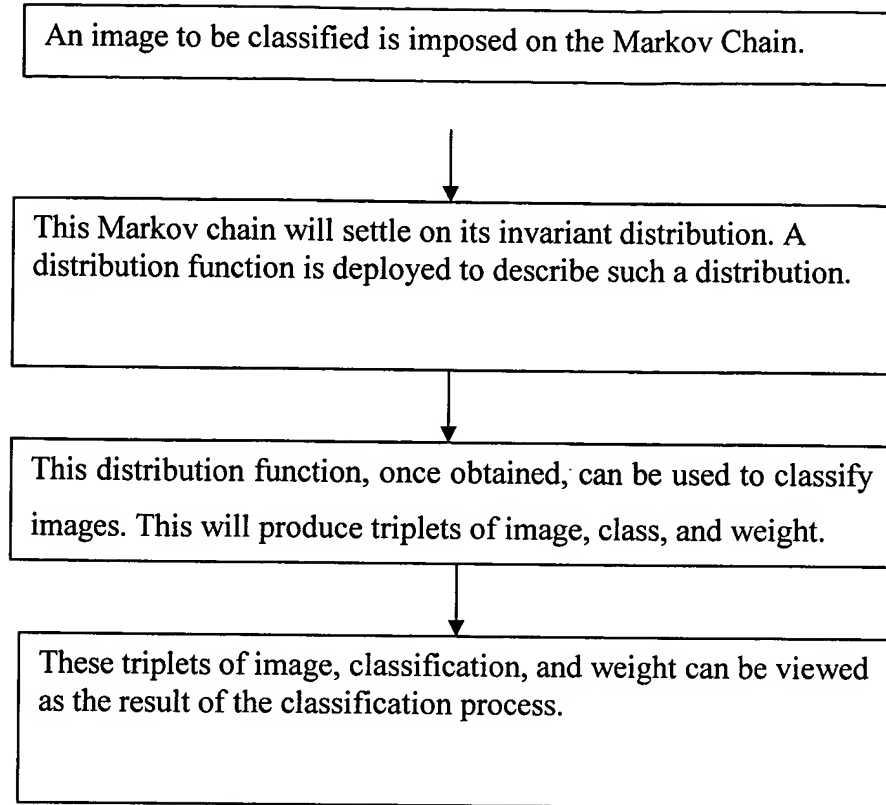 An image to be classified is imposed on the Markov Chain.
This Markov chain will settle on its invariant distribution. A
distribution function is deployed to describe such a distribution.
This distribution function, once obtained, can be used to classify
images. This will produce triplets of image, class, and weight.
These triplets of image, classification, and weight can be viewed
as the result of the classification process.